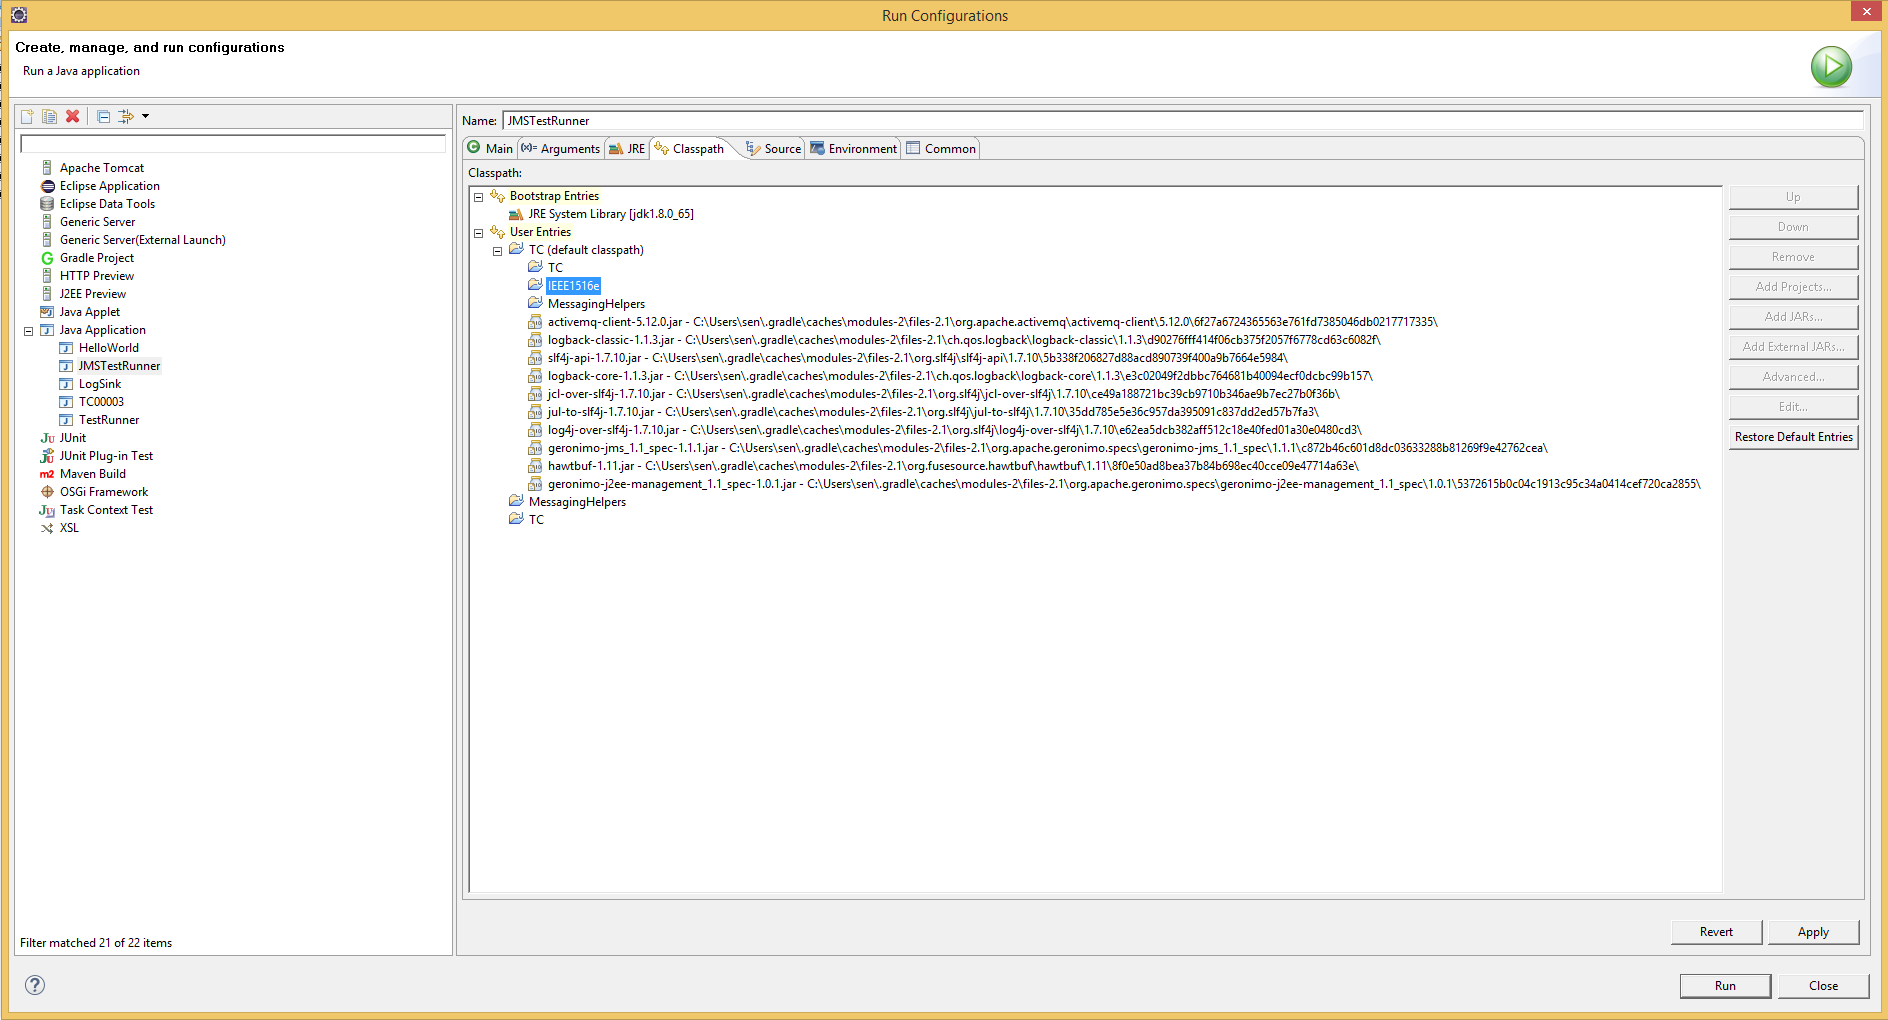 Run Configurations
Create, manage, and run configurations
Run a Java application
Name: JMSTestRunner
Main (x)= Arguments JRE Classpath Source Environment Common
Classpath:
Apache Tomcat
Eclipse Application
Eclipse Data Tools
Generic Server
Generic Server(External Launch)
Gradle Project
HTTP Preview
J2EE Preview
Java Applet
Java Application
HelloWorld
JMSTestRunner
LogSink
TC00003
TestRunner
JUnit
JUnit Plug-in Test
Maven Build
OSGi Framework
Task Context Test
XSL
Filter matched 21 of 22 items
Bootstrap Entries
JRE System Library [jdk1.8.0_65]
User Entries
TC (default classpath)
TC
IEEE1516e
MessagingHelpers
activemq-client-5.12.0.jar - C:\Users\sen\.gradle\caches\modules-2\files-2.1\org.apache.activemq\activemq-client\5.12.0\6f27a6724365563e761fd7385046db0217717335\
logback-classic-1.1.3.jar - C:\Users\sen\.gradle\caches\modules-2\files-2.1\ch.qos.logback\logback-classic\1.1.3\d90276fff414f06cb375f2057f6778cd63c6082f\
slf4j-api-1.7.10.jar - C:\Users\sen\.gradle\caches\modules-2\files-2.1\org.slf4j\slf4j-api\1.7.10\5b338f206827d88acd890739f400a9b7664e5984\
logback-core-1.1.3.jar - C:\Users\sen\.gradle\caches\modules-2\files-2.1\ch.qos.logback\logback-core\1.1.3\e3c02049f2dbbc764681b40094ecf0dcbc99b157\
jcl-over-slf4j-1.7.10.jar - C:\Users\sen\.gradle\caches\modules-2\files-2.1\org.slf4j\jcl-over-slf4j\1.7.10\ce49a188721bc39cb9710b346ae9b7ec27b0f36b\
jul-to-slf4j-1.7.10.jar - C:\Users\sen\.gradle\caches\modules-2\files-2.1\org.slf4j\jul-to-slf4j\1.7.10\35dd785e5e36c957da395091c837dd2ed57b7fa3\
log4j-over-slf4j-1.7.10.jar - C:\Users\sen\.gradle\caches\modules-2\files-2.1\org.slf4j\log4j-over-slf4j\1.7.10\e62ea5dcb382aff512c18e40fed01a30e0480cd3\
geronimo-jms_1.1_spec-1.1.1.jar - C:\Users\sen\.gradle\caches\modules-2\files-2.1\org.apache.geronimo.specs\geronimo-jms_1.1_spec\1.1.1\c872b46c601d8dc03633288b81269f9e42762cea\
hawtbuf-1.11.jar - C:\Users\sen\.gradle\caches\modules-2\files-2.1\org.fusesource.hawtbuf\hawtbuf\1.11\8f0e50ad8bea37b84b698ec40cce09e47714a63e\
geronimo-j2ee-management_1.1_spec-1.0.1.jar - C:\Users\sen\.gradle\caches\modules-2\files-2.1\org.apache.geronimo.specs\geronimo-j2ee-management_1.1_spec\1.0.1\5372615b0c04c1913c95c34a0414cef720ca2855\
MessagingHelpers
TC
Up
Down
Remove
Add Projects...
Add JARs...
Add External JARs...
Advanced...
Edit...
Restore Default Entries
Revert Apply
Run Close